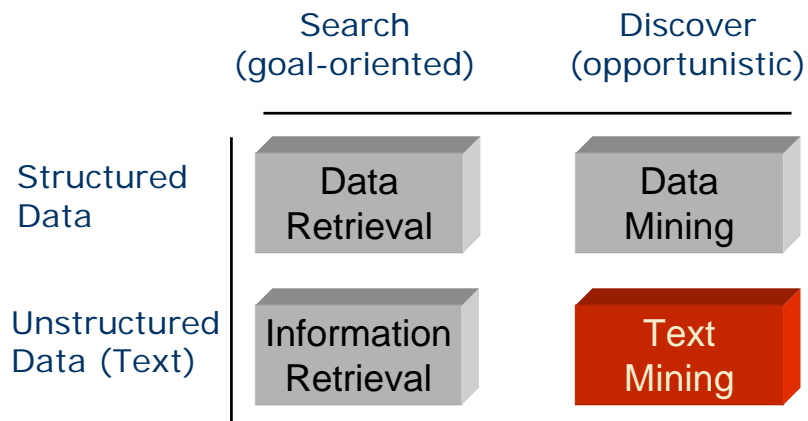 Search
(goal-oriented)
Discover
(opportunistic)
Structured
Data
Data
Retrieval
Data
Mining
Unstructured
Data (Text)
Information
Retrieval
Text
Mining